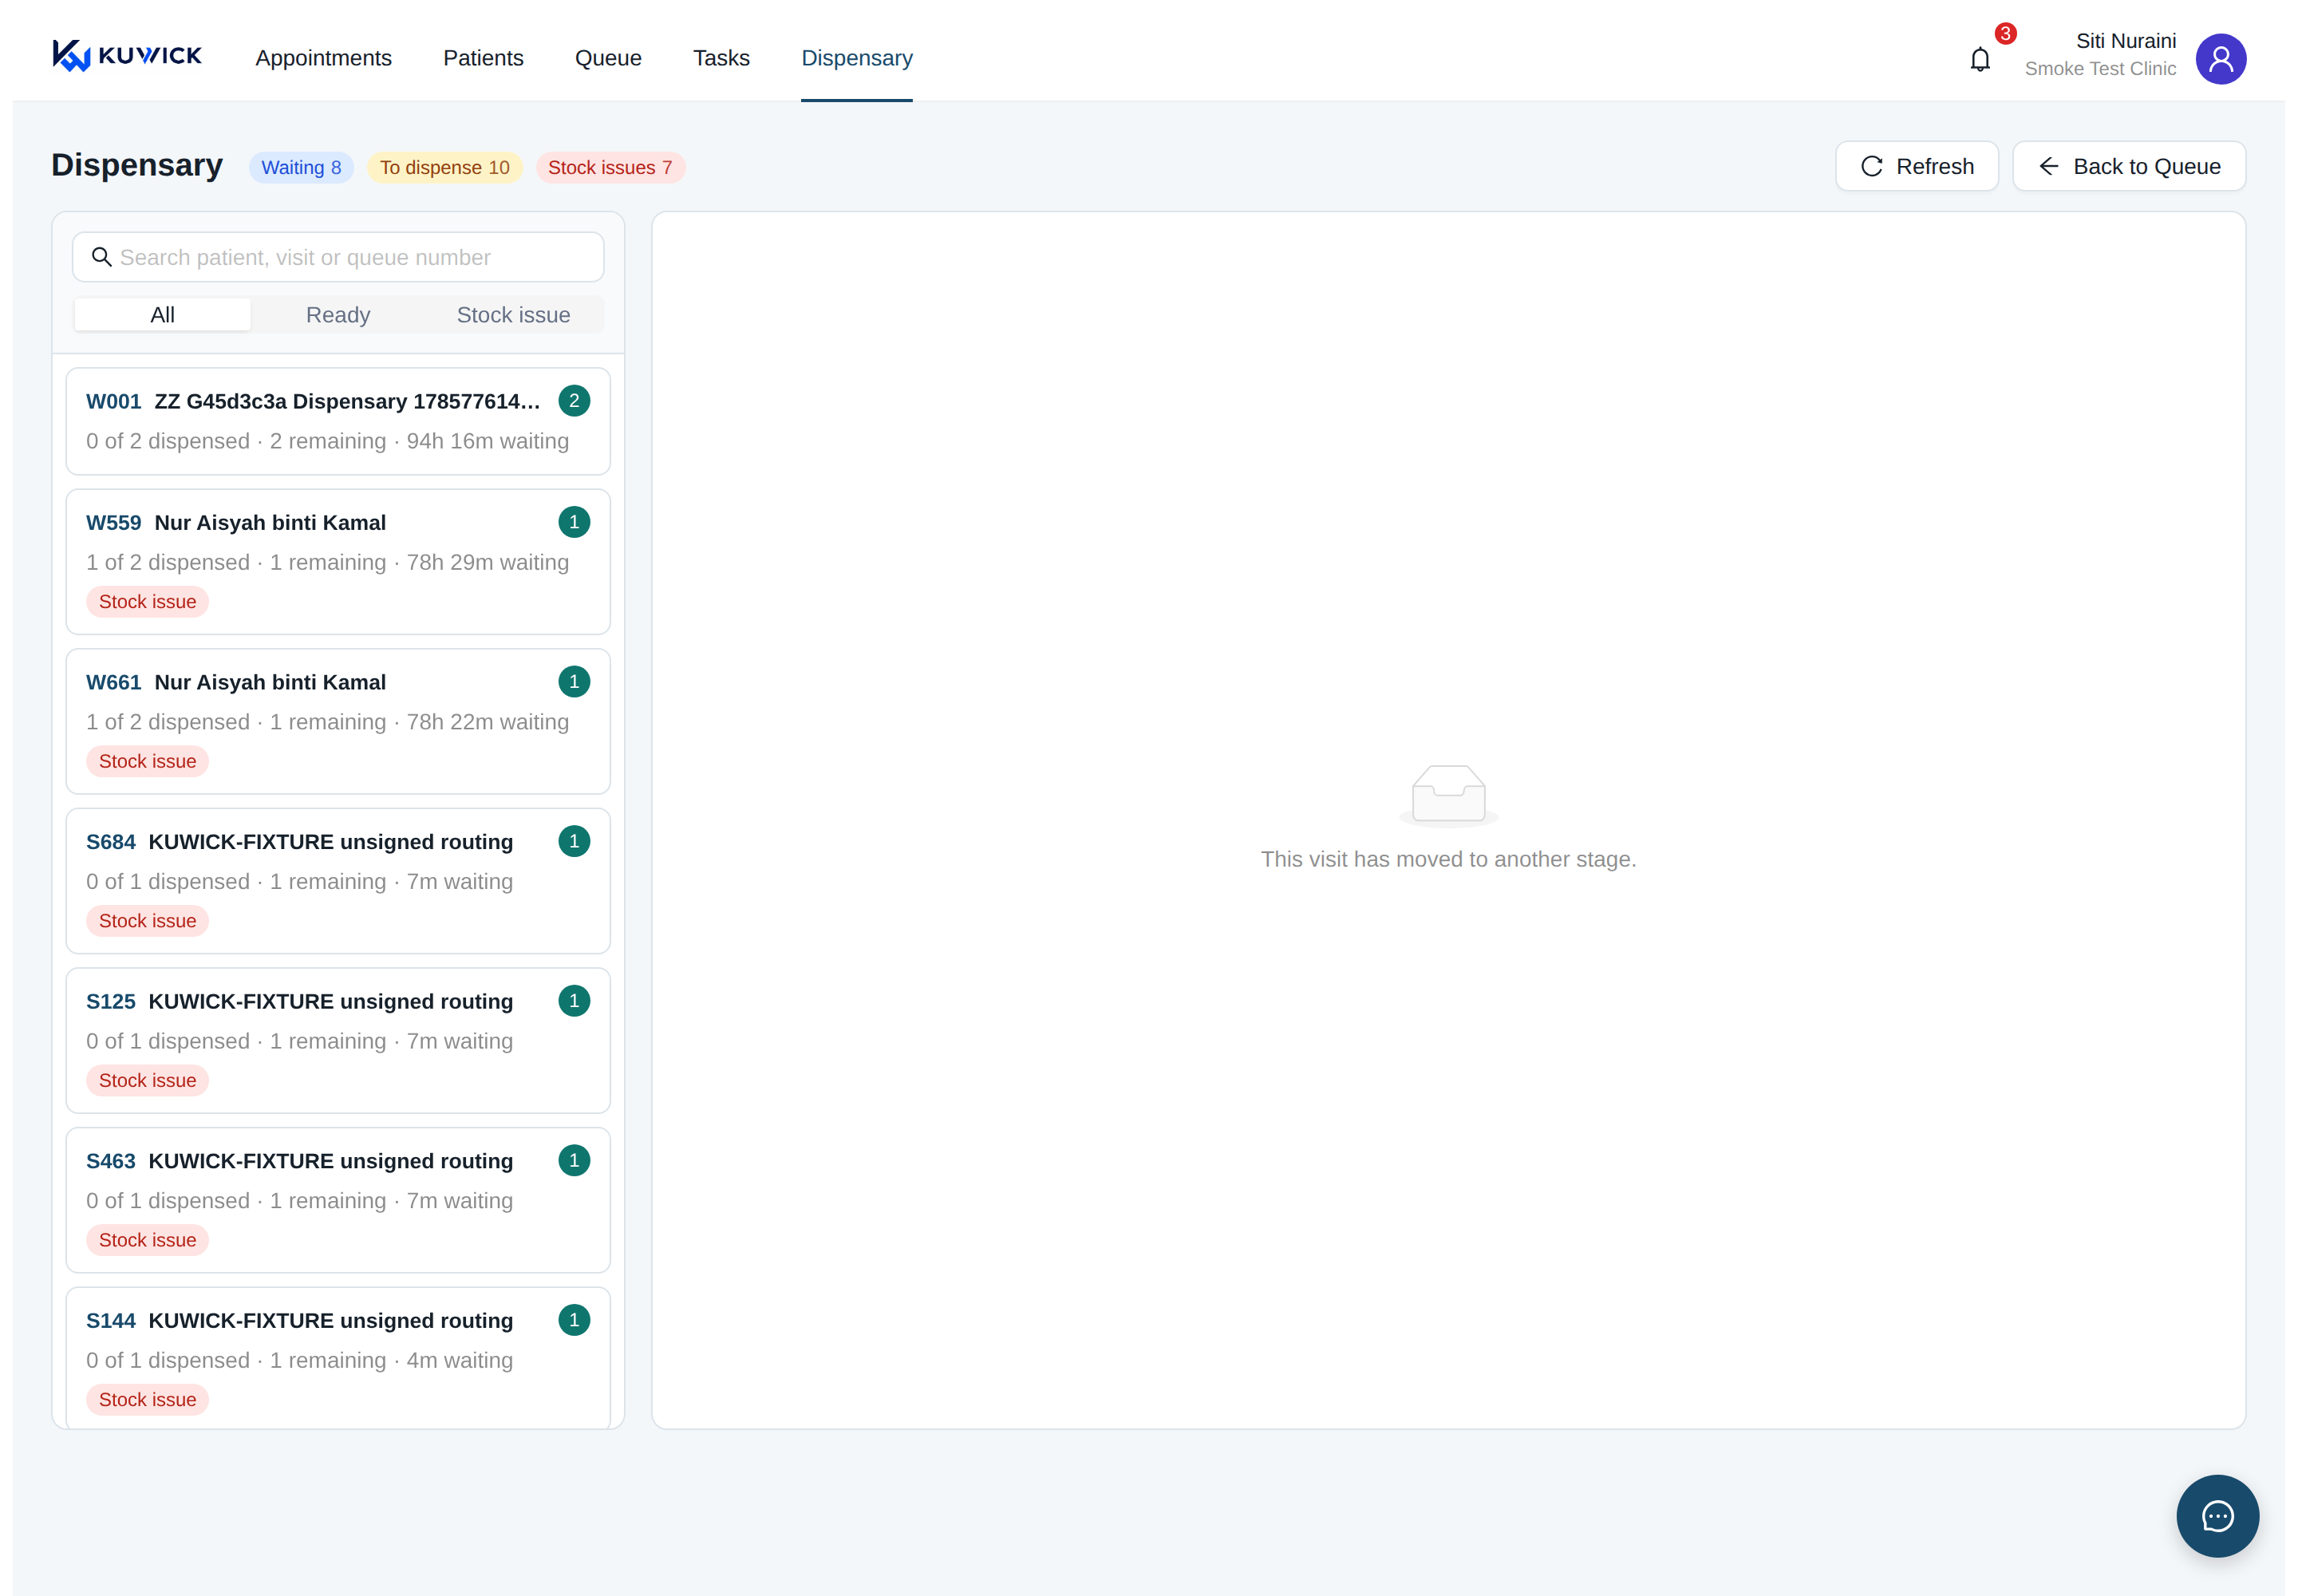 KUWICK
Appointments
Patients
Queue
Tasks
Dispensary
3
Siti Nuraini
Smoke Test Clinic
Dispensary
Waiting 8
To dispense 10
Stock issues 7
Refresh
Back to Queue
Search patient, visit or queue number
All
Ready
Stock issue
W001 ZZ G45d3c3a Dispensary 178577614…
2
0 of 2 dispensed · 2 remaining · 94h 16m waiting
W559 Nur Aisyah binti Kamal
1
1 of 2 dispensed · 1 remaining · 78h 29m waiting
Stock issue
W661 Nur Aisyah binti Kamal
1
1 of 2 dispensed · 1 remaining · 78h 22m waiting
Stock issue
S684 KUWICK-FIXTURE unsigned routing
1
0 of 1 dispensed · 1 remaining · 7m waiting
Stock issue
S125 KUWICK-FIXTURE unsigned routing
1
0 of 1 dispensed · 1 remaining · 7m waiting
Stock issue
S463 KUWICK-FIXTURE unsigned routing
1
0 of 1 dispensed · 1 remaining · 7m waiting
Stock issue
S144 KUWICK-FIXTURE unsigned routing
1
0 of 1 dispensed · 1 remaining · 4m waiting
Stock issue
This visit has moved to another stage.